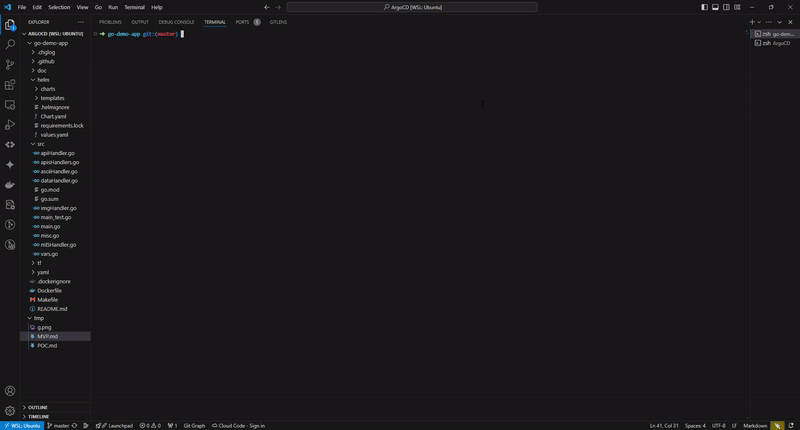 File Edit Selection View Go Run Terminal Help
ArgoCD [WSL: Ubuntu]
EXPLORER
PROBLEMS OUTPUT DEBUG CONSOLE TERMINAL PORTS 1 GITLENS
ARGOCD [WSL: UBUNTU]
go-demo-app git:(master)
zsh go-dem...
zsh ArgoCD
go-demo-app
.chglog
.github
doc
helm
charts
templates
.helmignore
Chart.yaml
requirements.lock
values.yaml
src
apiHandler.go
apisHandlers.go
asciiHandler.go
dataHandler.go
go.mod
go.sum
imgHandler.go
main_test.go
main.go
misc.go
ml5Handler.go
vars.go
tf
yaml
.dockerignore
Dockerfile
Makefile
README.md
tmp
g.png
MVP.md
POC.md
OUTLINE
TIMELINE
WSL: Ubuntu master Launchpad 0 0 1 Git Graph Cloud Code - Sign in Ln 41, Col 31 Spaces: 4 UTF-8 LF Markdown